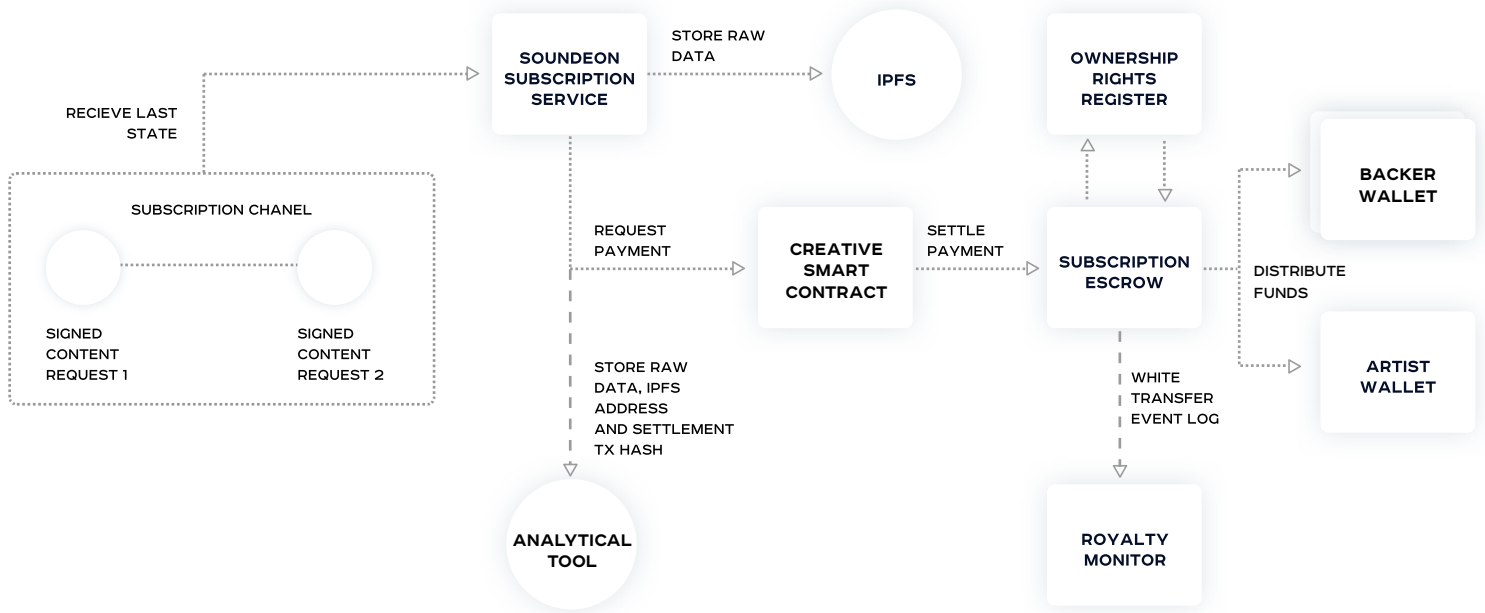 SOUNDEON
SUBSCRIPTION
SERVICE
STORE RAW
DATA
IPFS
OWNERSHIP
RIGHTS
REGISTER
RECIEVE LAST
STATE
SUBSCRIPTION CHANEL
SIGNED
CONTENT
REQUEST 1
SIGNED
CONTENT
REQUEST 2
REQUEST
PAYMENT
CREATIVE
SMART
CONTRACT
SETTLE
PAYMENT
SUBSCRIPTION
ESCROW
DISTRIBUTE
FUNDS
BACKER
WALLET
ARTIST
WALLET
STORE RAW
DATA, IPFS
ADDRESS
AND SETTLEMENT
TX HASH
WHITE
TRANSFER
EVENT LOG
ANALYTICAL
TOOL
ROYALTY
MONITOR